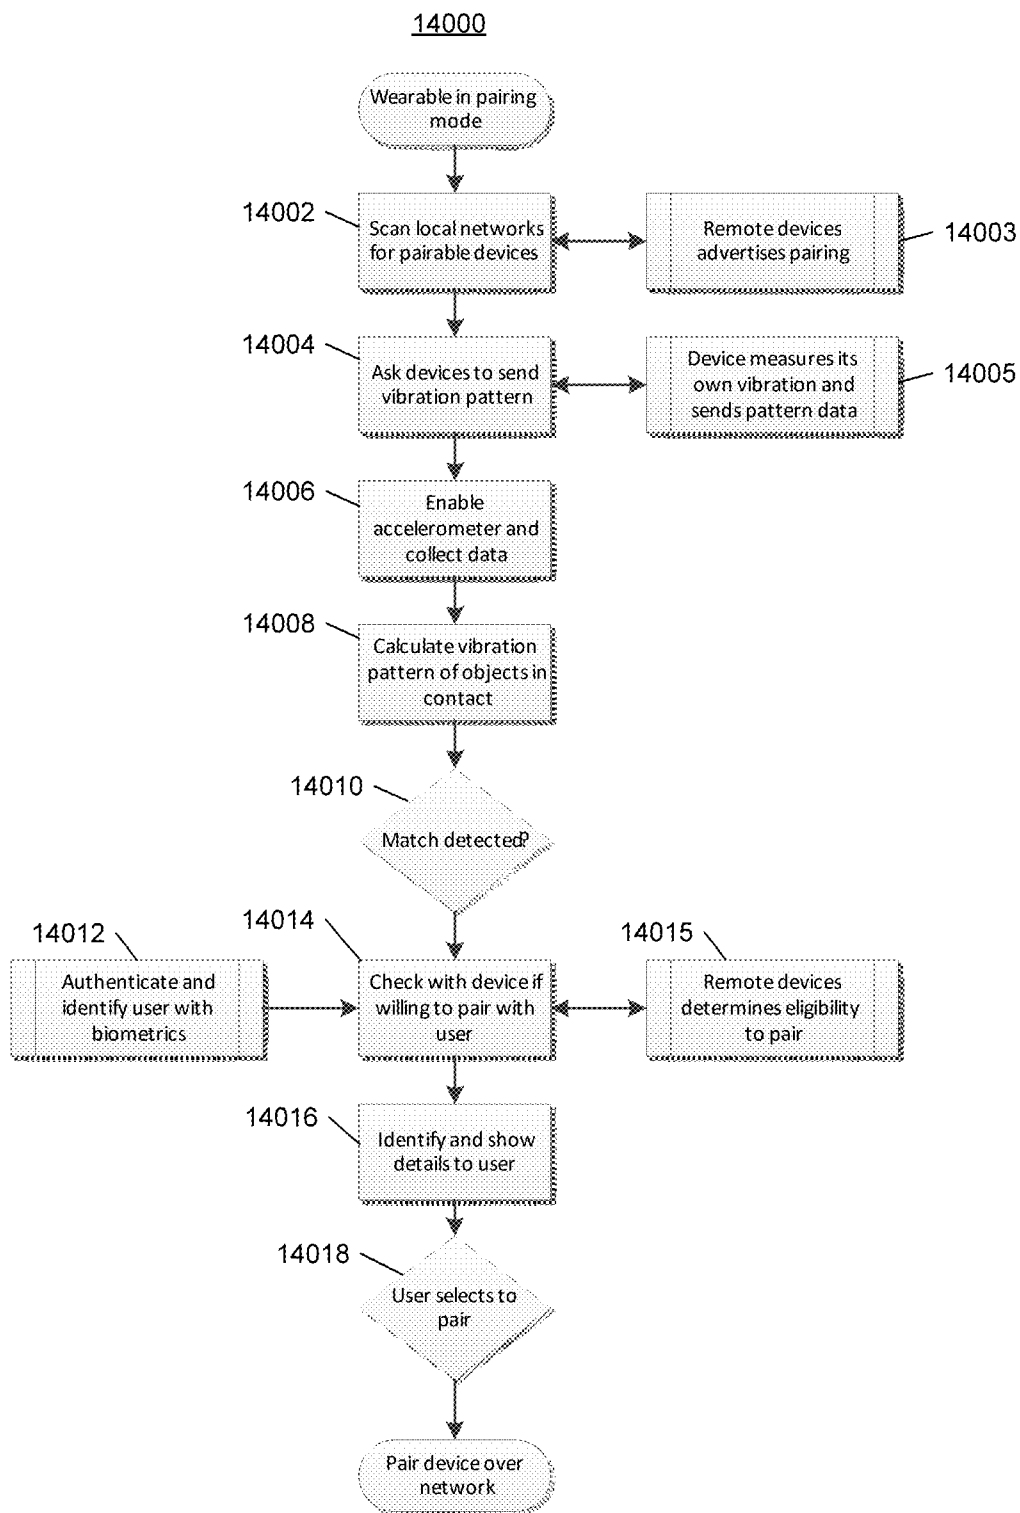 14000
Wearable in pairing
mode
14002
Scan local networks
for pairable devices
Remote devices
advertises pairing
14003
14004
Ask devices to send
vibration pattern
Device measures its
own vibration and
sends pattern data
14005
14006
Enable
accelerometer and
collect data
14008
Calculate vibration
pattern of objects in
contact
14010
Match detected?
14012
Authenticate and
identify user with
biometrics
14014
Check with device if
willing to pair with
user
14015
Remote devices
determines eligibility
to pair
14016
Identify and show
details to user
14018
User selects to
pair
Pair device over
network